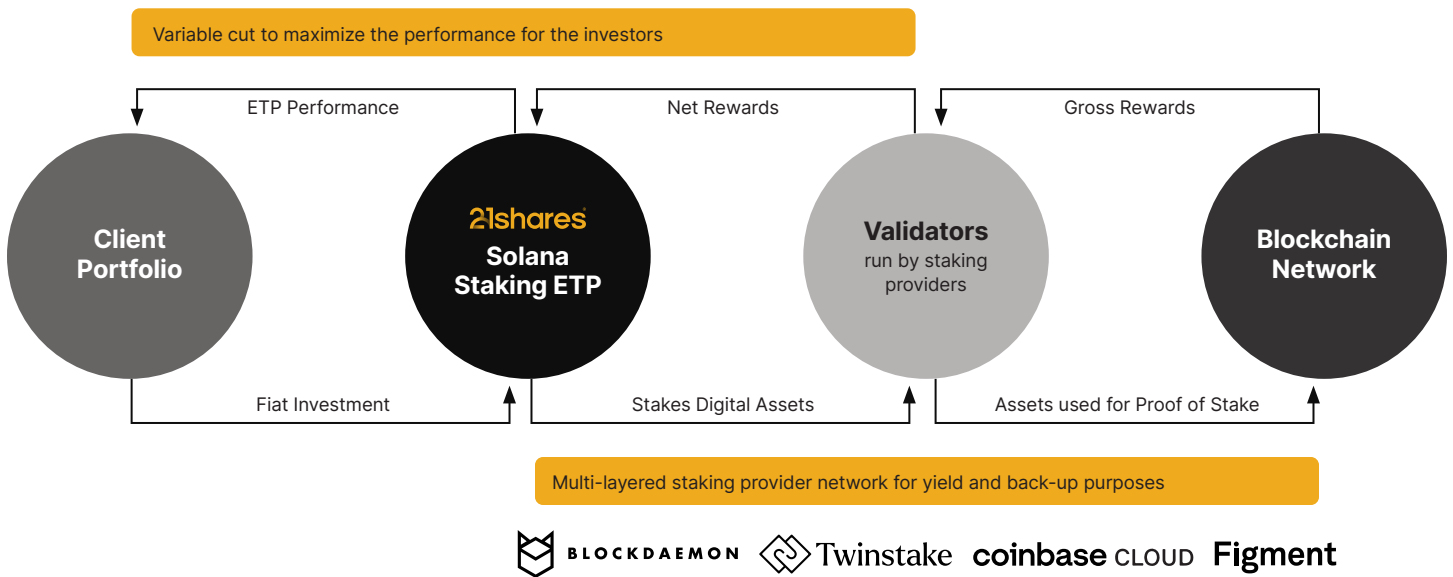 Variable cut to maximize the performance for the investors
ETP Performance
Net Rewards
Gross Rewards
Client
Portfolio
21shares
Solana
Staking ETP
Validators
run by staking
providers
Blockchain
Network
Fiat Investment
Stakes Digital Assets
Assets used for Proof of Stake
Multi-layered staking provider network for yield and back-up purposes
BLOCKDAEMON
Twinstake
coinbase CLOUD
Figment